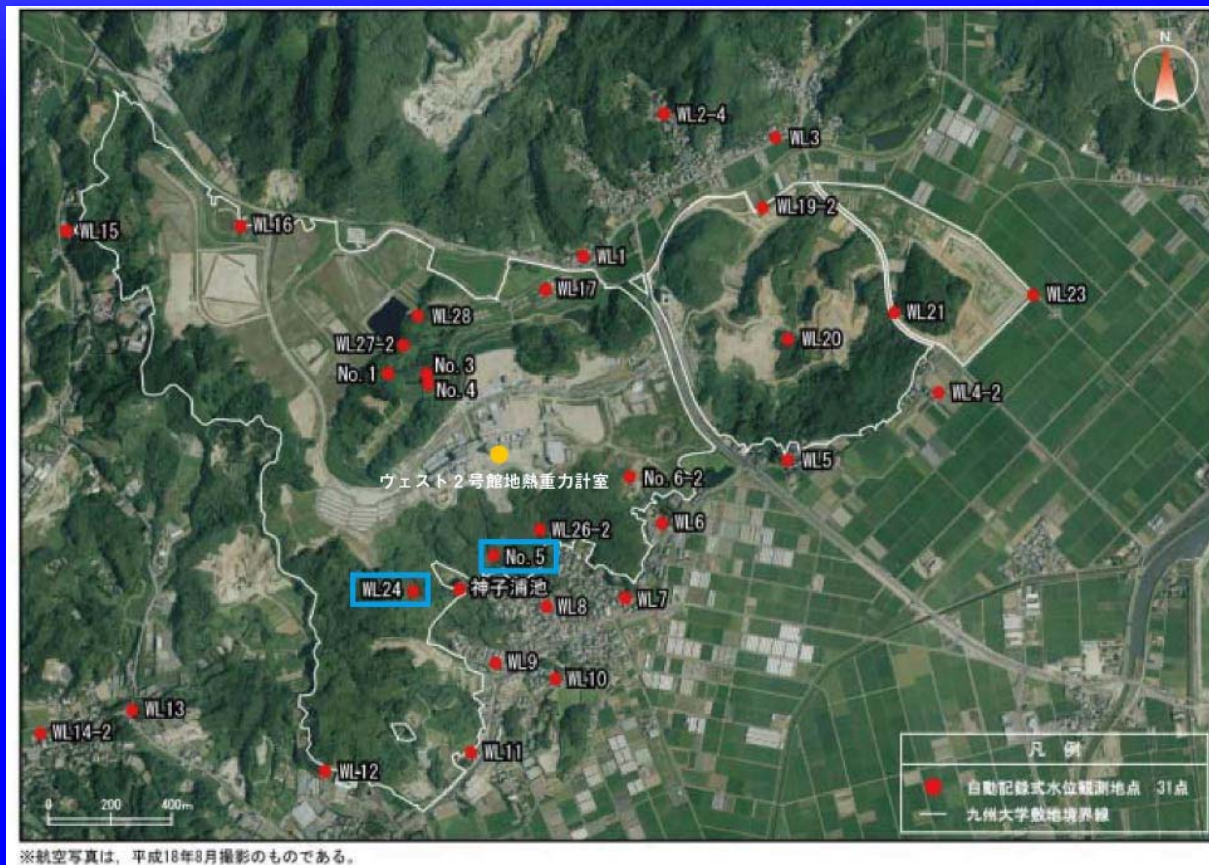 N
WL2-4
WL3
WL19-2
WL15
WL16
WL1
WL17
WL23
WL28
WL21
WL27-2
WL20
No.1
No.3
No.4
WL4-2
ヴェスト２号館地熱重力計室
WL5
No.6-2
WL26-2
WL6
No.5
WL24
神子浦池
WL8
WL7
WL9
WL10
WL13
WL14-2
WL11
WL12
0 200 400m
凡 例
自動記録式水位観測地点 31点
九州大学敷地境界線
※航空写真は，平成18年8月撮影のものである。